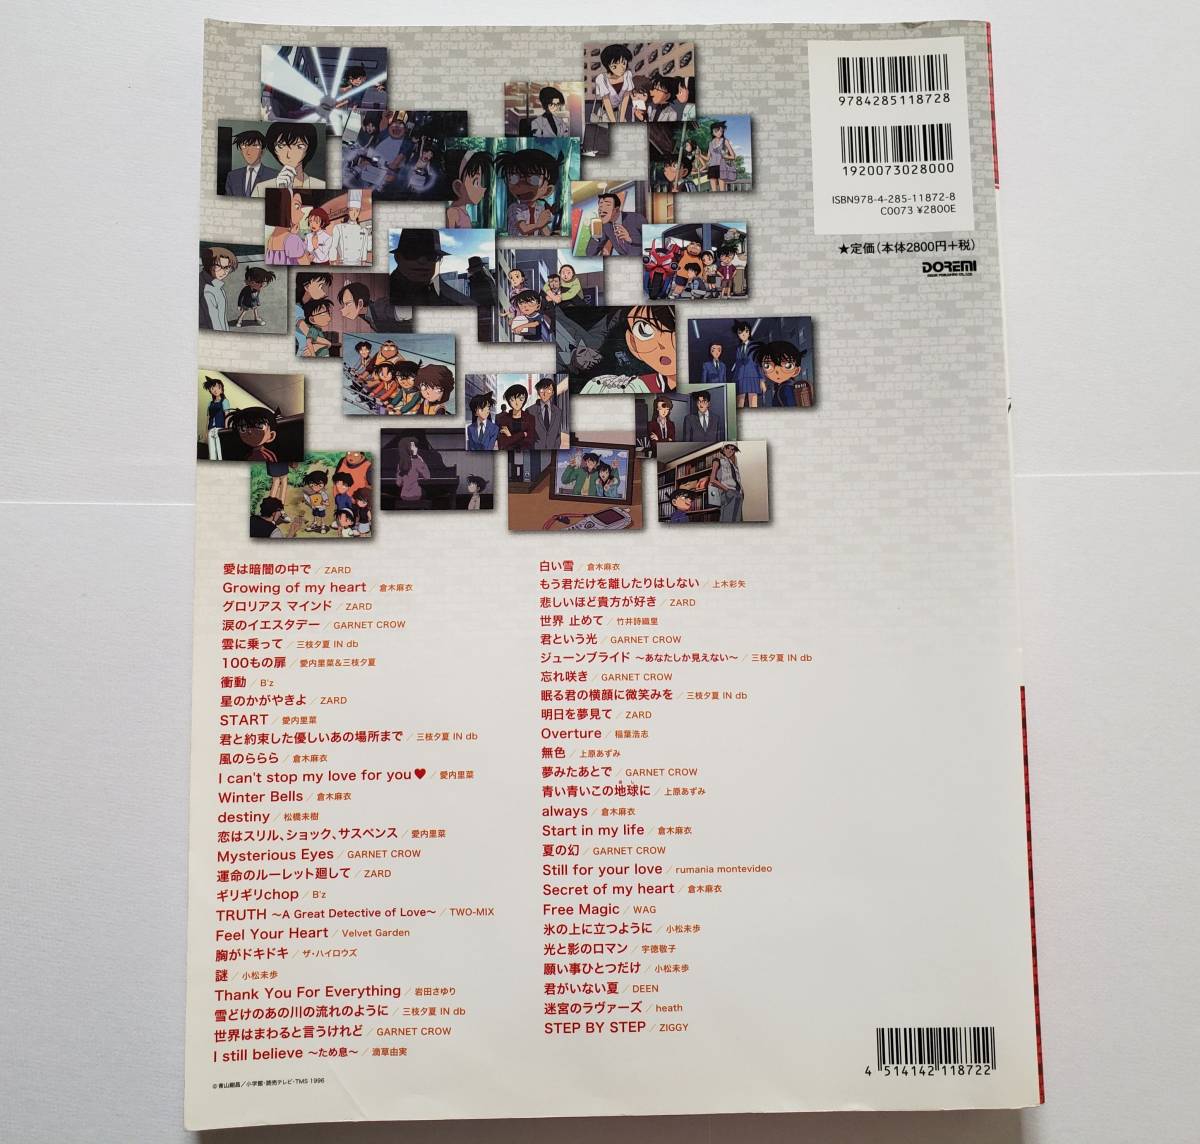 9784285118728
1920073028000
ISBN978-4-285-11872-8
C0073 ¥2800E
★定価(本体2800円+税)
DOREMI
愛は暗闇の中で / ZARD
Growing of my heart / 倉木麻衣
グロリアス マインド / ZARD
涙のイエスタデー / GARNET CROW
雲に乗って / 三枝夕夏 IN db
100もの扉 / 愛内里菜&三枝夕夏
衝動 / B'z
星のかがやきよ / ZARD
START / 愛内里菜
君と約束した優しいあの場所まで / 三枝夕夏 IN db
風のららら / 倉木麻衣
I can't stop my love for you♥ / 愛内里菜
Winter Bells / 倉木麻衣
destiny / 松橋未樹
恋はスリル、ショック、サスペンス / 愛内里菜
Mysterious Eyes / GARNET CROW
運命のルーレット廻して / ZARD
ギリギリchop / B'z
TRUTH ~A Great Detective of Love~ / TWO-MIX
Feel Your Heart / Velvet Garden
胸がドキドキ / ザ・ハイロウズ
謎 / 小松未歩
Thank You For Everything / 岩田さゆり
雪どけのあの川の流れのように / 三枝夕夏 IN db
世界はまわると言うけれど / GARNET CROW
I still believe ~ため息~ / 滴草由実
白い雪 / 倉木麻衣
もう君だけを離したりはしない / 上木彩矢
悲しいほど貴方が好き / ZARD
世界 止めて / 竹井詩織里
君という光 / GARNET CROW
ジューンブライド ~あなたしか見えない~ / 三枝夕夏 IN db
忘れ咲き / GARNET CROW
眠る君の横顔に微笑みを / 三枝夕夏 IN db
明日を夢見て / ZARD
Overture / 稲葉浩志
無色 / 上原あずみ
夢みたあとで / GARNET CROW
青い青いこの地球に / 上原あずみ
always / 倉木麻衣
Start in my life / 倉木麻衣
夏の幻 / GARNET CROW
Still for your love / rumania montevideo
Secret of my heart / 倉木麻衣
Free Magic / WAG
氷の上に立つように / 小松未歩
光と影のロマン / 宇徳敬子
願い事ひとつだけ / 小松未歩
君がいない夏 / DEEN
迷宮のラヴァーズ / heath
STEP BY STEP / ZIGGY
©青山剛昌/小学館・読売テレビ・TMS 1996
4 514142 118722